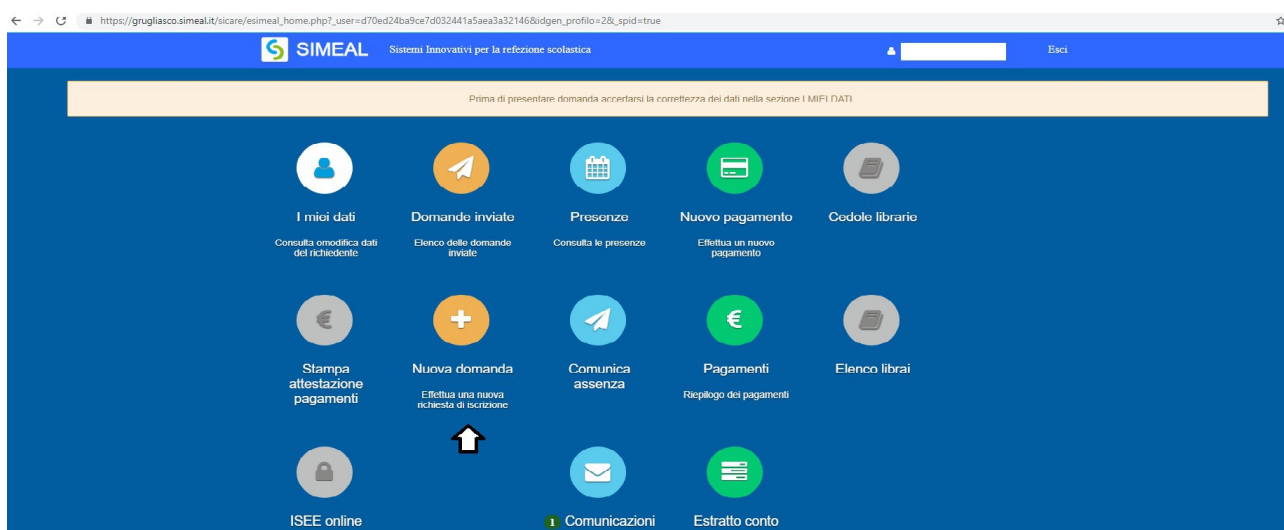 https://grugliasco.simeal.it/sicare/esimeal_home.php?_user=d70ed24ba9ce7d032441a5aea3a32146&idgen_profilo=2&_spid=true
SIMEAL Sistemi Innovativi per la refezione scolastica Esci
Prima di presentare domanda accertarsi la correttezza dei dati nella sezione I MIEI DATI
I miei dati Domande inviate Presenze Nuovo pagamento Cedole librarie
Consulta omodifica dati Elenco delle domande Consulta le presenze Effettua un nuovo
del richiedente inviate pagamento
€ €
Stampa Nuova domanda Comunica Pagamenti Elenco librai
attestazione assenza
pagamenti Effettua una nuova Riepilogo dei pagamenti
richiesta di iscrizione
ISEE online 1 Comunicazioni Estratto conto